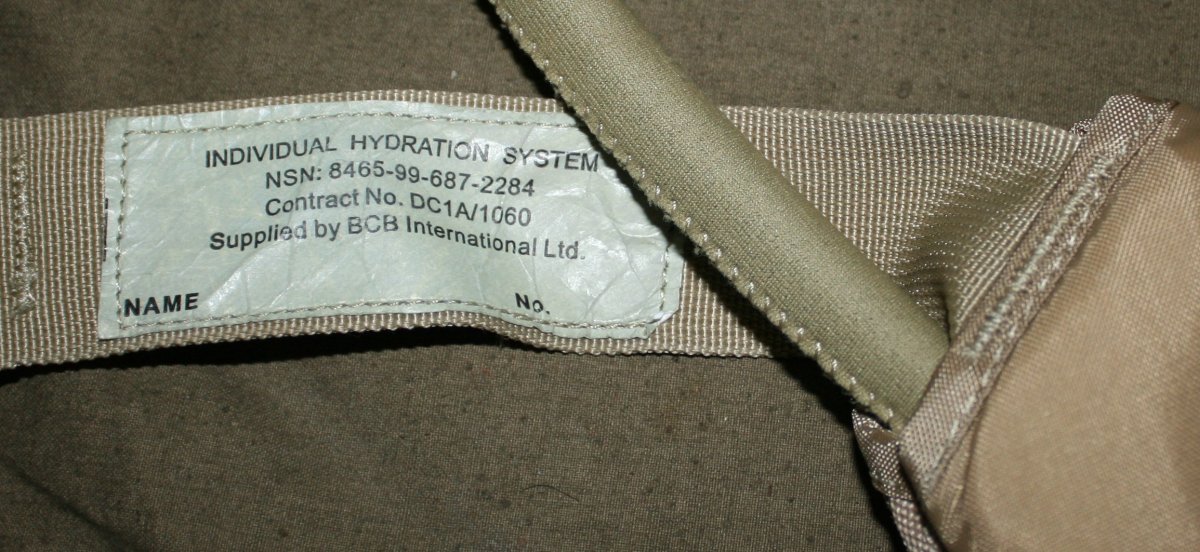 INDIVIDUAL HYDRATION SYSTEM
NSN: 8465-99-687-2284
Contract No. DC1A/1060
Supplied by BCB International Ltd.
NAME No.